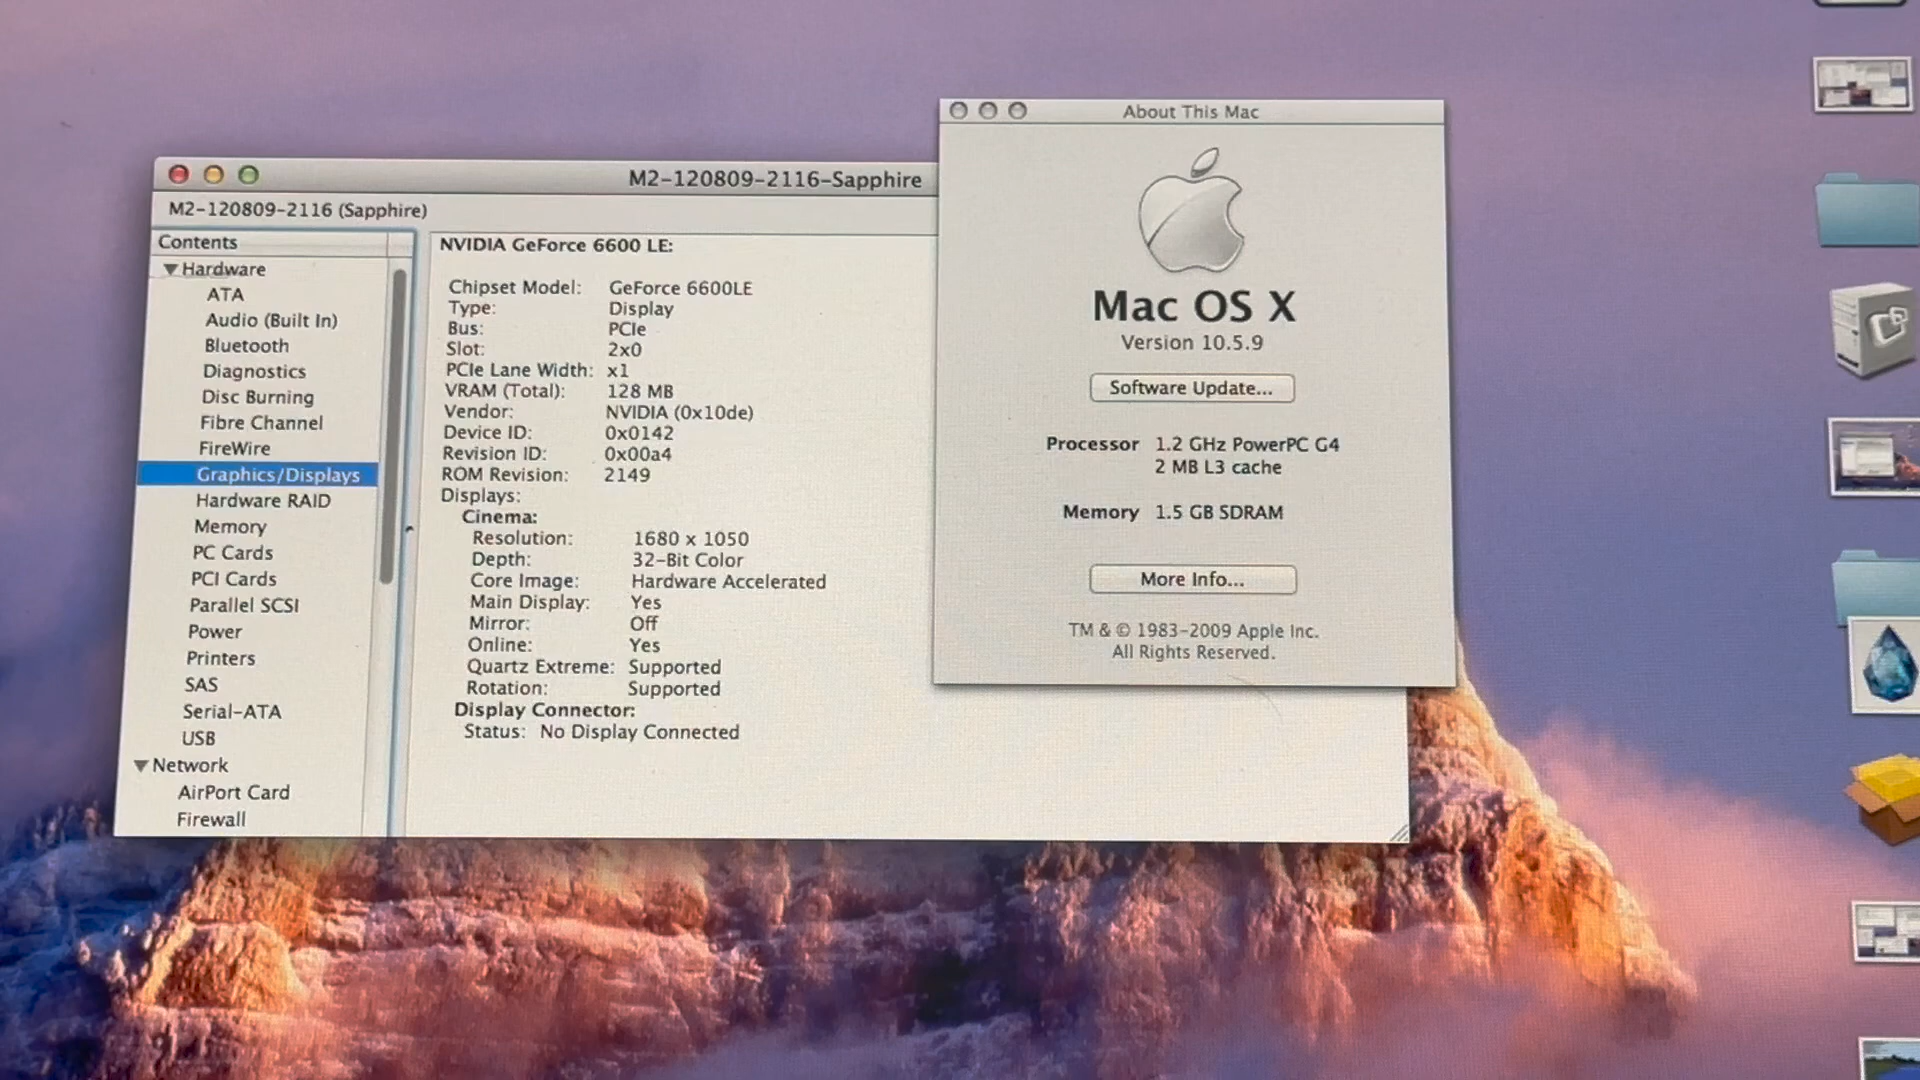 M2-120809-2116-Sapphire
M2-120809-2116 (Sapphire)
Contents
Hardware
ATA
Audio (Built In)
Bluetooth
Diagnostics
Disc Burning
Fibre Channel
FireWire
Graphics/Displays
Hardware RAID
Memory
PC Cards
PCI Cards
Parallel SCSI
Power
Printers
SAS
Serial-ATA
USB
Network
AirPort Card
Firewall
NVIDIA GeForce 6600 LE:
Chipset Model: GeForce 6600LE
Type: Display
Bus: PCIe
Slot: 2x0
PCIe Lane Width: x1
VRAM (Total): 128 MB
Vendor: NVIDIA (0x10de)
Device ID: 0x0142
Revision ID: 0x00a4
ROM Revision: 2149
Displays:
Cinema:
Resolution: 1680 x 1050
Depth: 32-Bit Color
Core Image: Hardware Accelerated
Main Display: Yes
Mirror: Off
Online: Yes
Quartz Extreme: Supported
Rotation: Supported
Display Connector:
Status: No Display Connected
About This Mac
Mac OS X
Version 10.5.9
Software Update...
Processor 1.2 GHz PowerPC G4
2 MB L3 cache
Memory 1.5 GB SDRAM
More Info...
TM & © 1983-2009 Apple Inc.
All Rights Reserved.